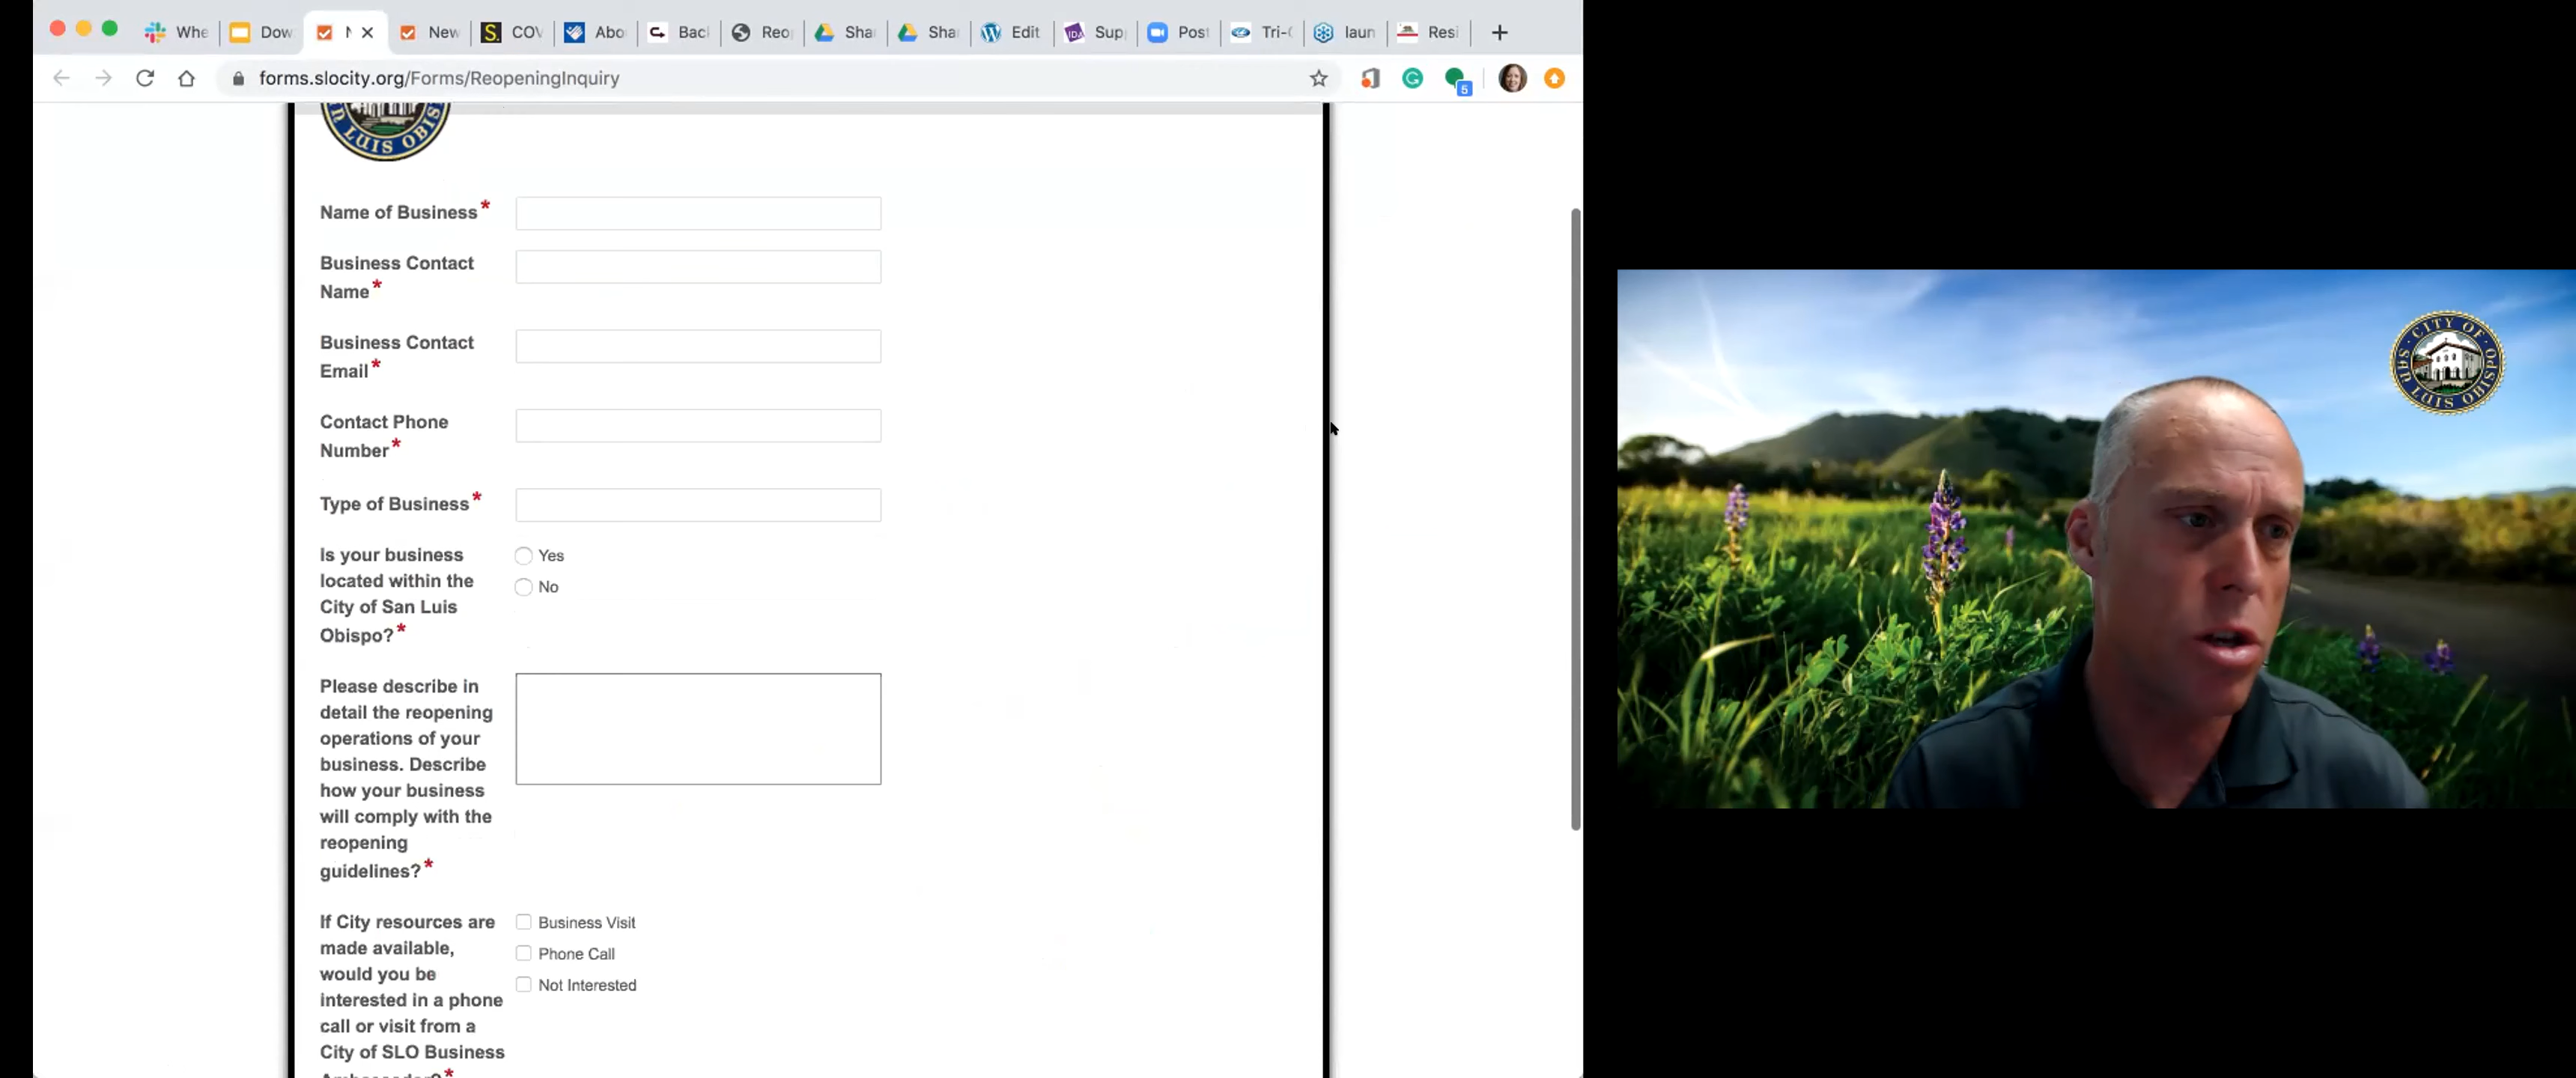 Whe
Dow
N
New
COV
Abo
Bac
Reo
Sha
Sha
Edit
IDA
Sup
Post
Tri-C
laun
Resi
forms.slocity.org/Forms/ReopeningInquiry
5
N LUIS OBIS
Name of Business*
Business Contact
Name*
Business Contact
Email*
Contact Phone
Number*
Type of Business*
Is your business
located within the
City of San Luis
Obispo?*
Yes
No
Please describe in
detail the reopening
operations of your
business. Describe
how your business
will comply with the
reopening
guidelines?*
If City resources are
made available,
would you be
interested in a phone
call or visit from a
City of SLO Business
Ambassador?*
Business Visit
Phone Call
Not Interested
CITY OF
SAN LUIS OBISPO